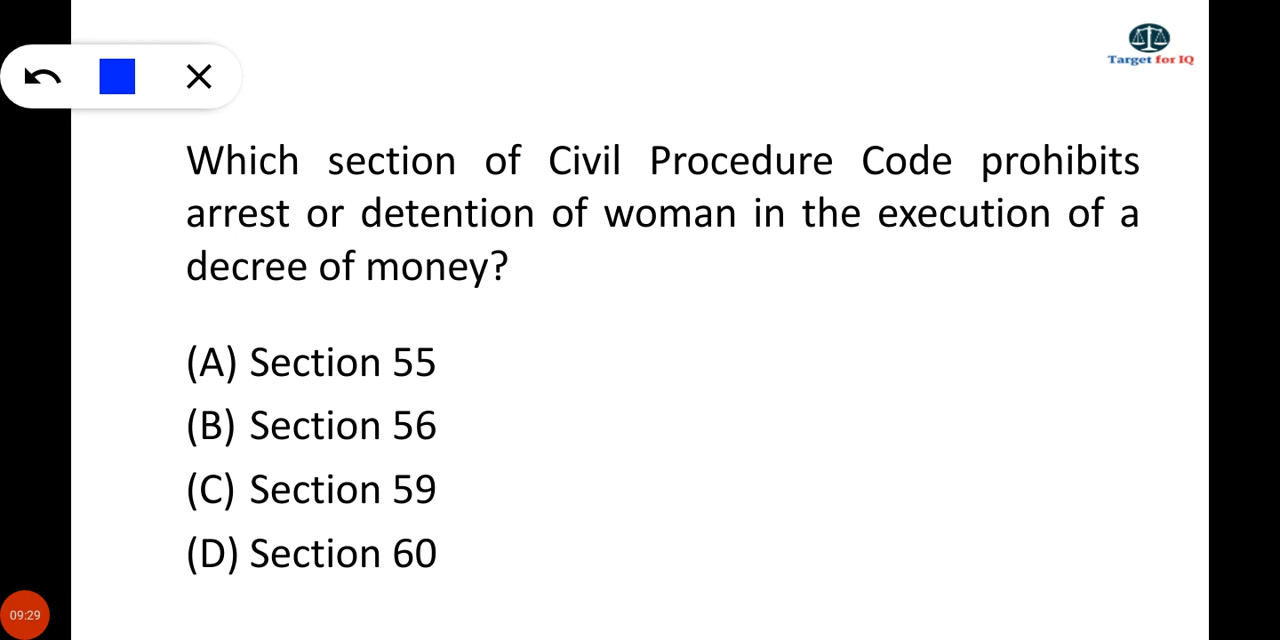 Target for IQ
Which section of Civil Procedure Code prohibits
arrest or detention of woman in the execution of a
decree of money?
(A) Section 55
(B) Section 56
(C) Section 59
(D) Section 60
09:29